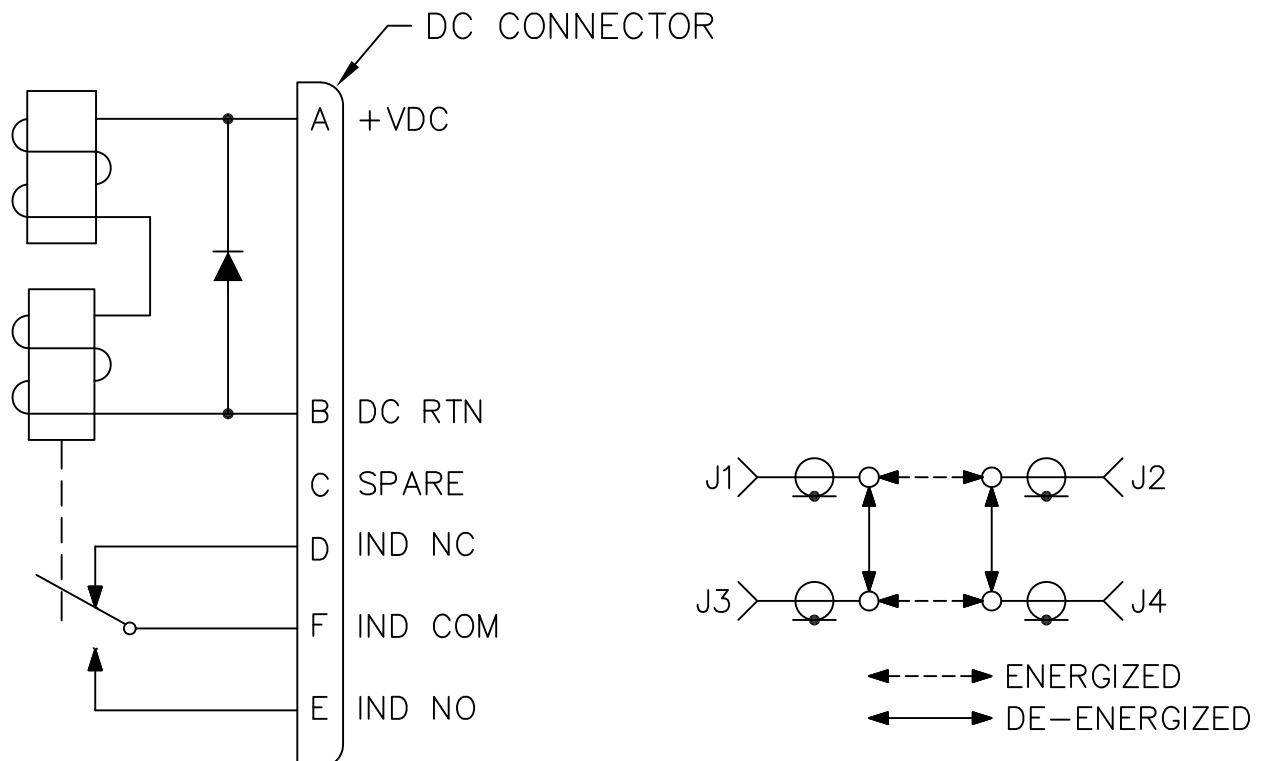 DC CONNECTOR
A +VDC
B DC RTN
C SPARE
D IND NC
F IND COM
E IND NO
J1 J2
J3 J4
ENERGIZED
DE-ENERGIZED